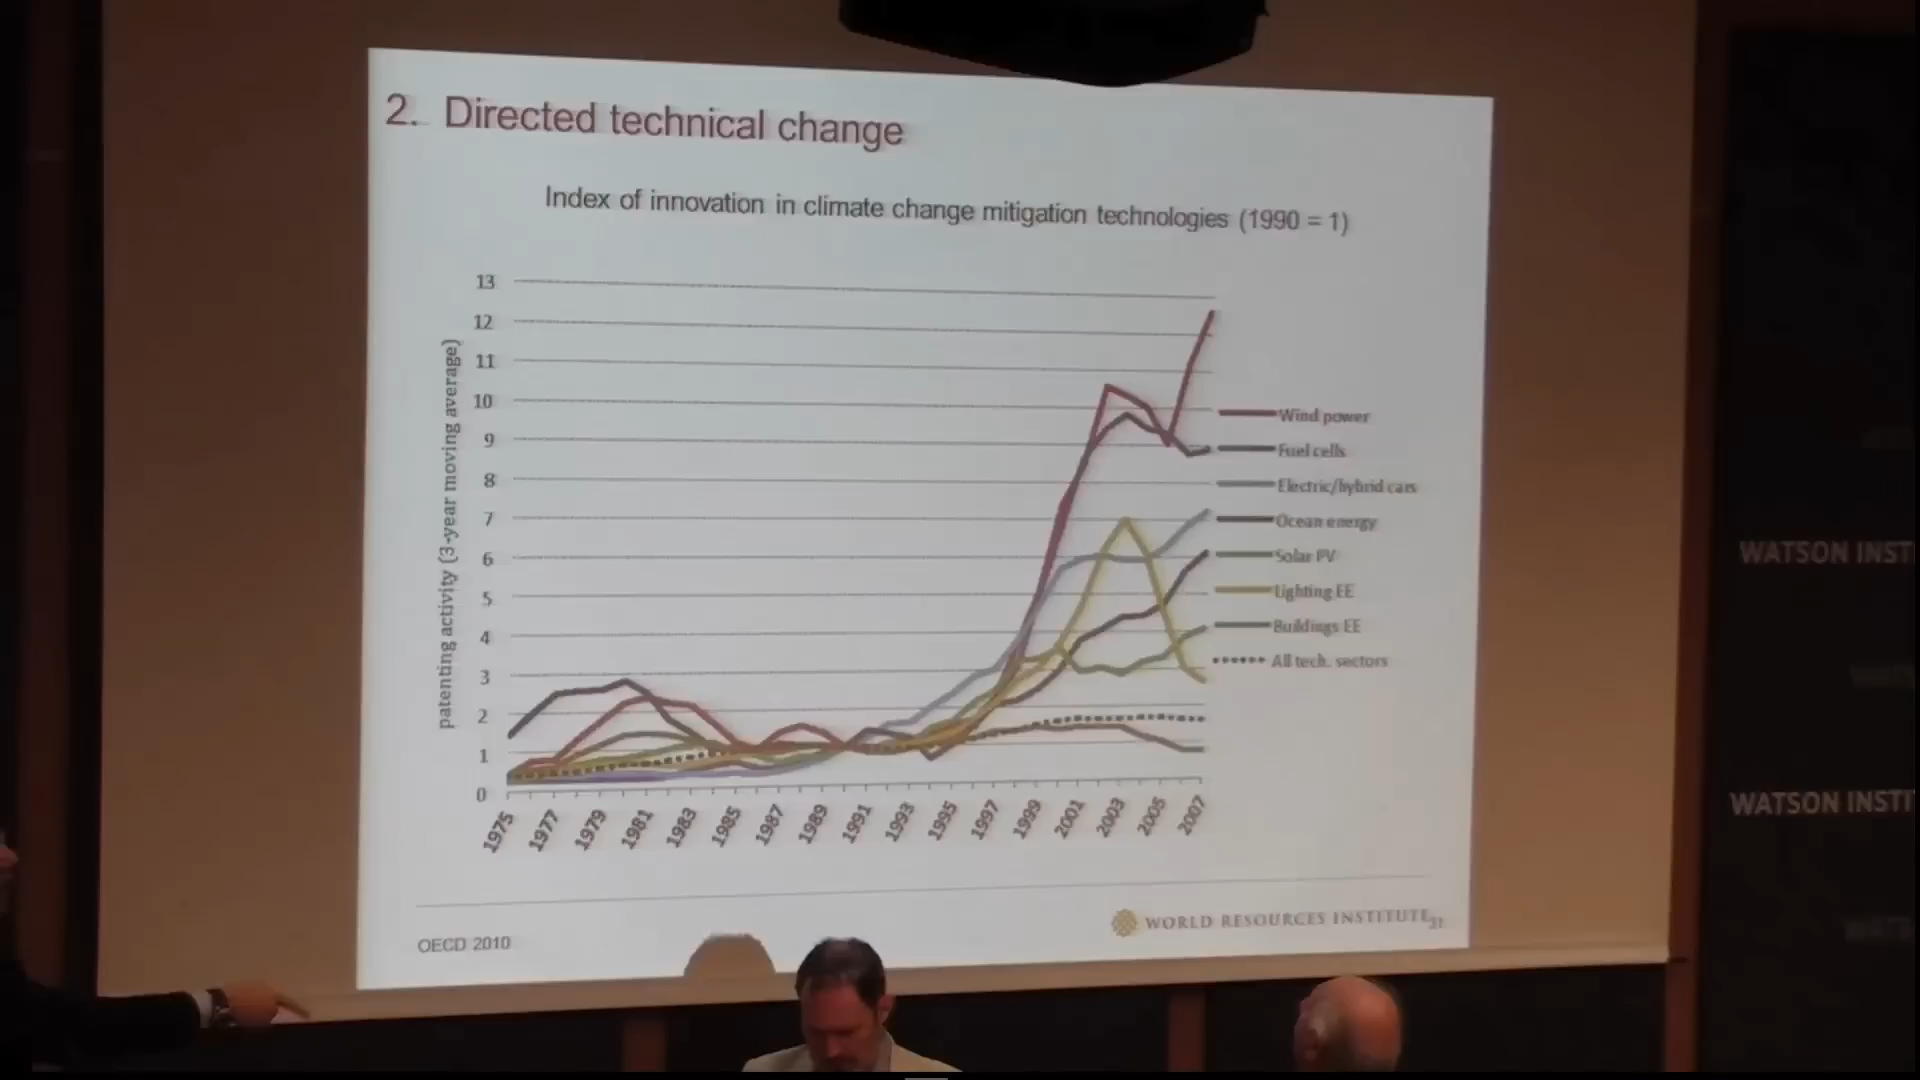 2. Directed technical change
Index of innovation in climate change mitigation technologies (1990 = 1)
patenting activity (3-year moving average)
13
12
11
10
9
8
7
6
5
4
3
2
1
0
1975
1977
1979
1981
1983
1985
1987
1989
1991
1993
1995
1997
1999
2001
2003
2005
2007
Wind power
Fuel cells
Electric/hybrid cars
Ocean energy
Solar PV
Lighting EE
Buildings EE
All tech. sectors
OECD 2010
WORLD RESOURCES INSTITUTE
WATSON INST
WATSON INSTI